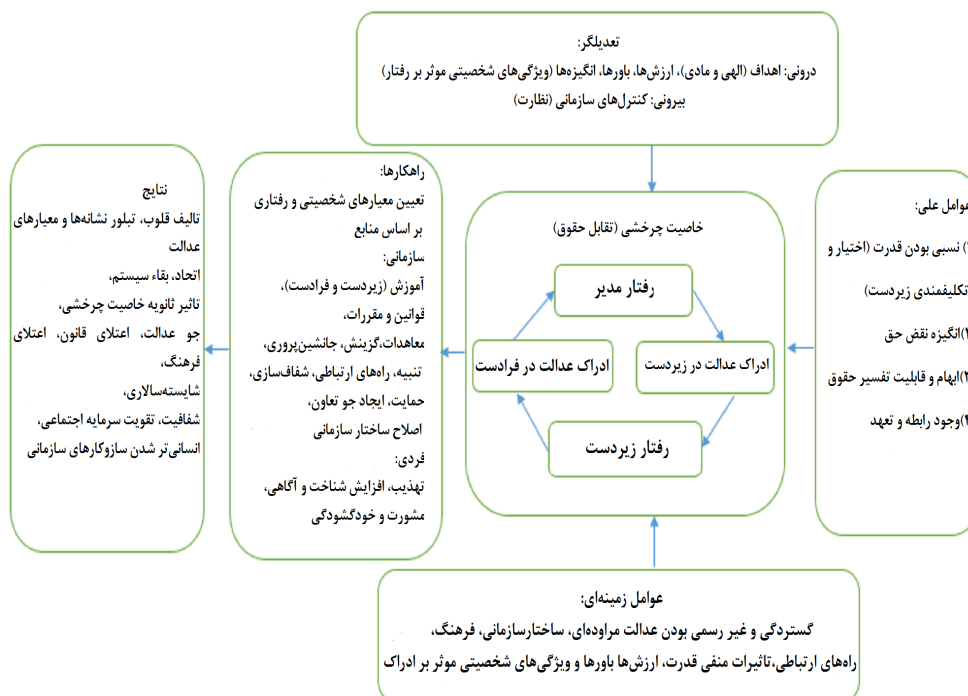 تعدیلگر:
درونی: اهداف (الهی و مادی)، ارزش‌ها، باورها، انگیزه‌ها (ویژگی‌های شخصیتی موثر بر رفتار)
بیرونی: کنترل‌های سازمانی (نظارت)
عوامل علی:
) نسبی بودن قدرت (اختیار و
تکلیفمندی زیردست)
)انگیزه نقض حق
)ابهام و قابلیت تفسیر حقوق
)وجود رابطه و تعهد
خاصیت چرخشی (تقابل حقوق)
رفتار مدیر
ادراک عدالت در زیردست
ادراک عدالت در فرادست
رفتار زیردست
راهکارها:
تعیین معیارهای شخصیتی و رفتاری
بر اساس منابع
سازمانی:
آموزش (زیردست و فرادست)،
قوانین و مقررات،
معاهدات،گزینش، جانشین‌پروری،
تنبیه، راه‌های ارتباطی، شفاف‌سازی،
حمایت، ایجاد جو تعاون،
اصلاح ساختار سازمانی
فردی:
تهذیب، افزایش شناخت و آگاهی،
مشورت و خودگشودگی
نتایج
تالیف قلوب، تبلور نشانه‌ها و معیارهای
عدالت
اتحاد، بقاء سیستم،
تاثیر ثانویه خاصیت چرخشی،
جو عدالت، اعتلای قانون، اعتلای
فرهنگ،
شایسته‌سالاری،
شفافیت، تقویت سرمایه اجتماعی،
انسانی‌تر شدن سازوکارهای سازمانی
عوامل زمینه‌ای:
گستردگی و غیر رسمی بودن عدالت مراوده‌ای، ساختارسازمانی، فرهنگ،
راه‌های ارتباطی،تاثیرات منفی قدرت، ارزش‌ها باورها و ویژگی‌های شخصیتی موثر بر ادراک